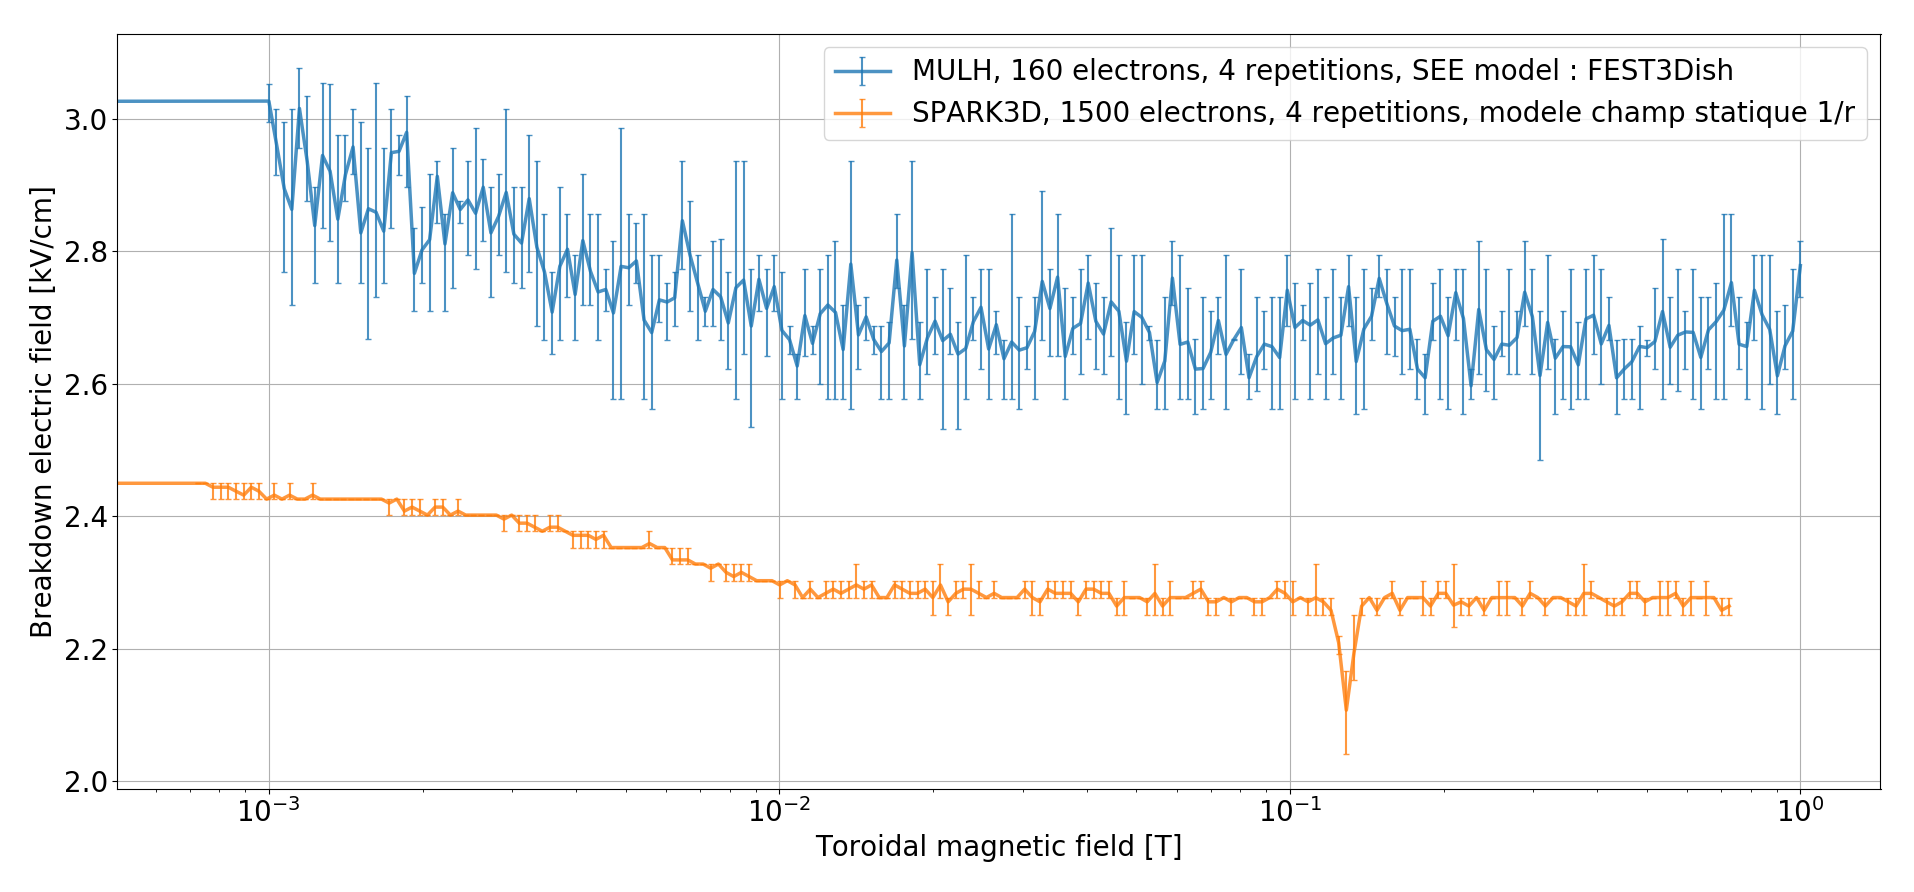 MULH, 160 electrons, 4 repetitions, SEE model : FEST3Dish
SPARK3D, 1500 electrons, 4 repetitions, modele champ statique 1/r
Breakdown electric field [kV/cm]
3.0
2.8
2.6
2.4
2.2
2.0
10⁻³ 10⁻² 10⁻¹ 10⁰
Toroidal magnetic field [T]